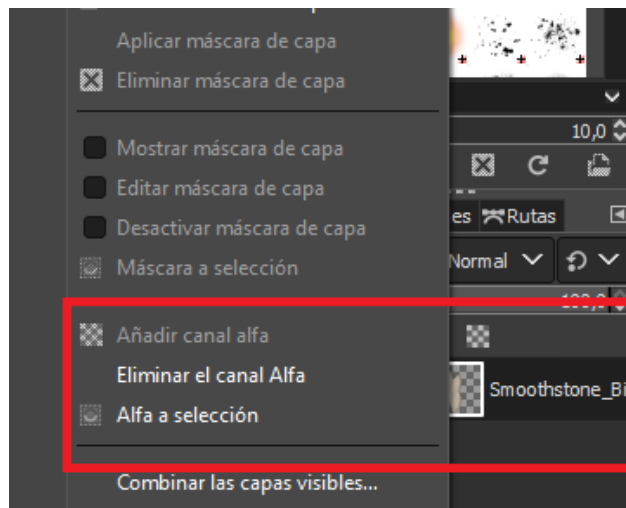 Aplicar máscara de capa
Eliminar máscara de capa
10,0
Mostrar máscara de capa
Editar máscara de capa
es Rutas
Desactivar máscara de capa
Normal
Máscara a selección
Añadir canal alfa
Eliminar el canal Alfa
Smoothstone_Bi
Alfa a selección
Combinar las capas visibles...